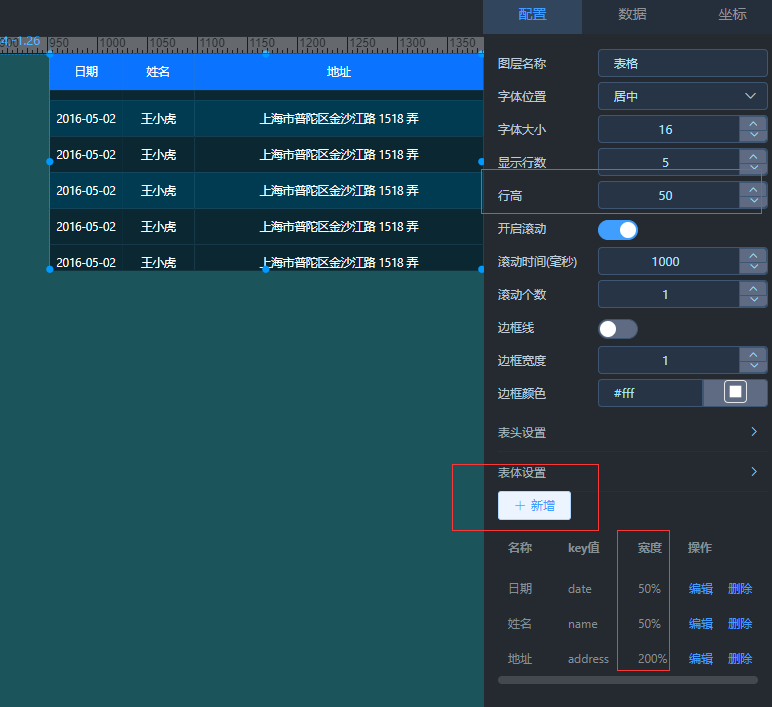 配置 数据 坐标
4, 1.26
950 1000 1050 1100 1150 1200 1250 1300 1350
日期 姓名 地址
2016-05-02 王小虎 上海市普陀区金沙江路 1518 弄
2016-05-02 王小虎 上海市普陀区金沙江路 1518 弄
2016-05-02 王小虎 上海市普陀区金沙江路 1518 弄
2016-05-02 王小虎 上海市普陀区金沙江路 1518 弄
2016-05-02 王小虎 上海市普陀区金沙江路 1518 弄
图层名称 表格
字体位置 居中
字体大小 16
显示行数 5
行高 50
开启滚动
滚动时间(毫秒) 1000
滚动个数 1
边框线
边框宽度 1
边框颜色 #fff
表头设置
表体设置
+ 新增
名称 key值 宽度 操作
日期 date 50% 编辑 删除
姓名 name 50% 编辑 删除
地址 address 200% 编辑 删除